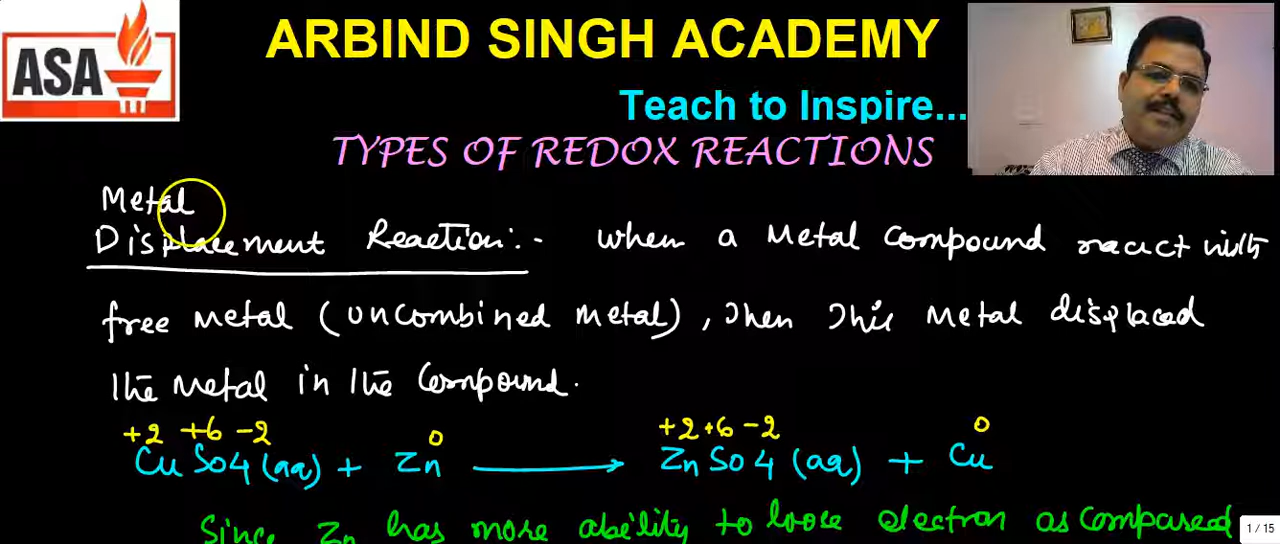 ASA
ARBIND SINGH ACADEMY
Teach to Inspire...
TYPES OF REDOX REACTIONS
Metal
Displacement Reaction:- when a Metal Compound react with
free metal (uncombined metal), then this metal displaced
the metal in the compound.
+2 +6 -2 0 +2 +6 -2 0
CuSO4(aq) + Zn → ZnSO4(aq) + Cu
Since Zn has more ability to loose electron as compared
1 / 15